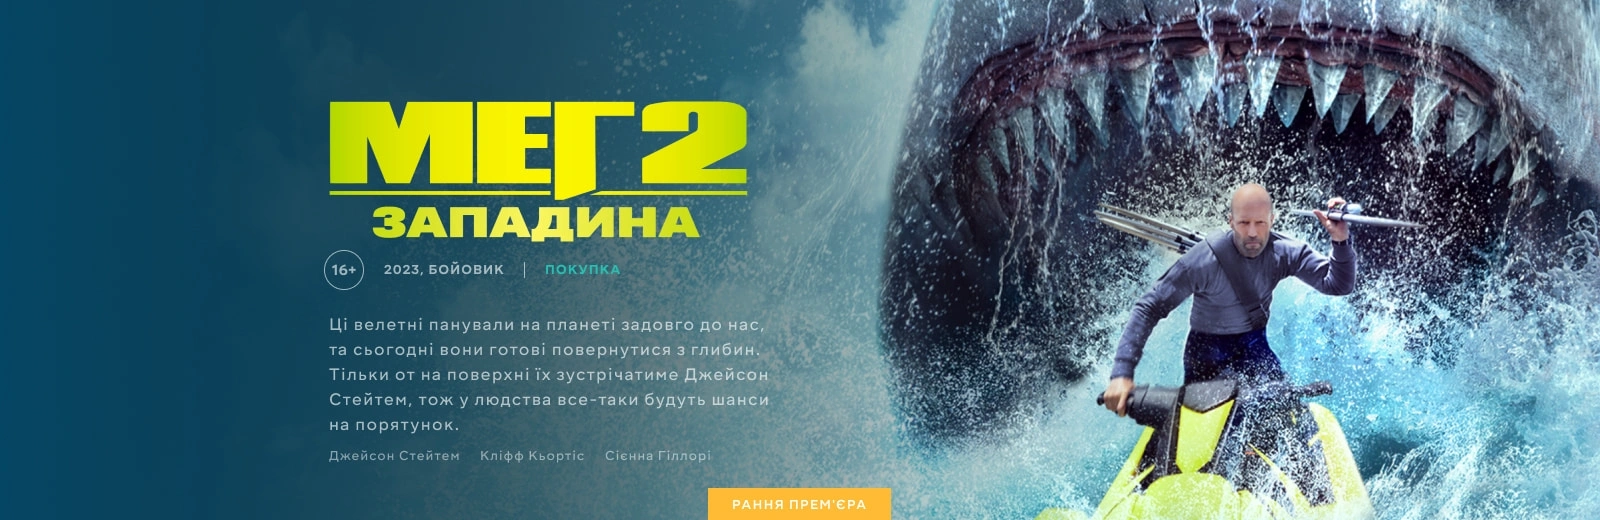 МЕГ 2
ЗАПАДИНА
16+ 2023, БОЙОВИК | ПОКУПКА
Ці велетні панували на планеті задовго до нас,
та сьогодні вони готові повернутися з глибин.
Тільки от на поверхні їх зустрічатиме Джейсон
Стейтем, тож у людства все-таки будуть шанси
на порятунок.
Джейсон Стейтем Кліфф Кьортіс Сієнна Гіллорі
РАННЯ ПРЕМ'ЄРА